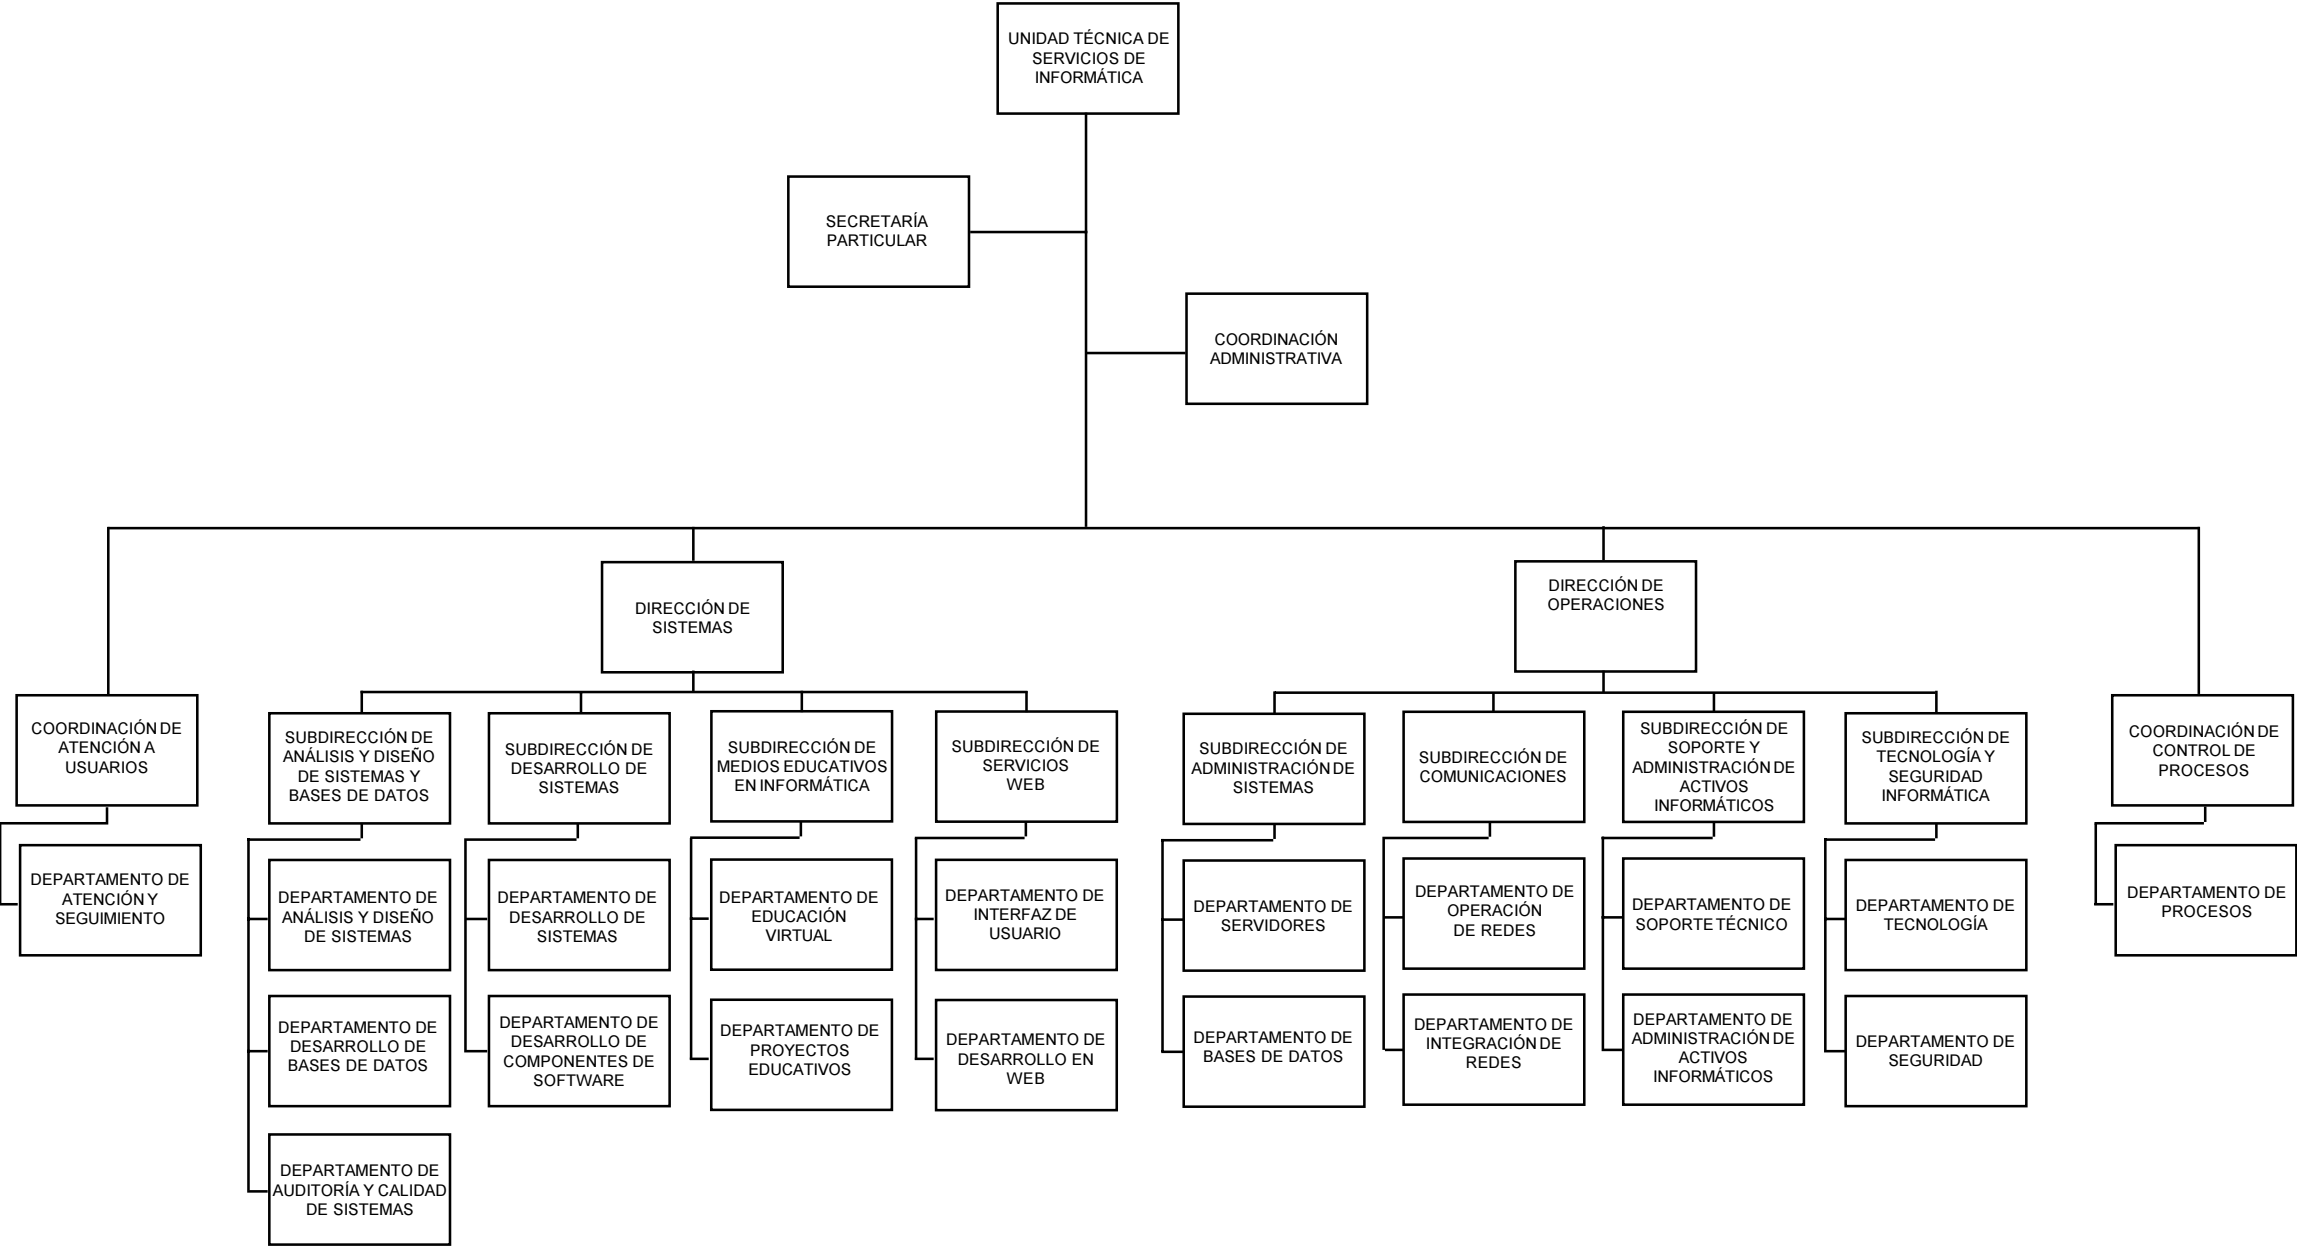 UNIDAD TÉCNICA DE
SERVICIOS DE
INFORMÁTICA
SECRETARÍA
PARTICULAR
COORDINACIÓN
ADMINISTRATIVA
DIRECCIÓN DE
SISTEMAS
DIRECCIÓN DE
OPERACIONES
COORDINACIÓN DE
ATENCIÓN A
USUARIOS
SUBDIRECCIÓN DE
ANÁLISIS Y DISEÑO
DE SISTEMAS Y
BASES DE DATOS
SUBDIRECCIÓN DE
DESARROLLO DE
SISTEMAS
SUBDIRECCIÓN DE
MEDIOS EDUCATIVOS
EN INFORMÁTICA
SUBDIRECCIÓN DE
SERVICIOS
WEB
SUBDIRECCIÓN DE
ADMINISTRACIÓN DE
SISTEMAS
SUBDIRECCIÓN DE
COMUNICACIONES
SUBDIRECCIÓN DE
SOPORTE Y
ADMINISTRACIÓN DE
ACTIVOS
INFORMÁTICOS
SUBDIRECCIÓN DE
TECNOLOGÍA Y
SEGURIDAD
INFORMÁTICA
COORDINACIÓN DE
CONTROL DE
PROCESOS
DEPARTAMENTO DE
ATENCIÓN Y
SEGUIMIENTO
DEPARTAMENTO DE
ANÁLISIS Y DISEÑO
DE SISTEMAS
DEPARTAMENTO DE
DESARROLLO DE
SISTEMAS
DEPARTAMENTO DE
EDUCACIÓN
VIRTUAL
DEPARTAMENTO DE
INTERFAZ DE
USUARIO
DEPARTAMENTO DE
SERVIDORES
DEPARTAMENTO DE
OPERACIÓN
DE REDES
DEPARTAMENTO DE
SOPORTE TÉCNICO
DEPARTAMENTO DE
TECNOLOGÍA
DEPARTAMENTO DE
PROCESOS
DEPARTAMENTO DE
DESARROLLO DE
BASES DE DATOS
DEPARTAMENTO DE
DESARROLLO DE
COMPONENTES DE
SOFTWARE
DEPARTAMENTO DE
PROYECTOS
EDUCATIVOS
DEPARTAMENTO DE
DESARROLLO EN
WEB
DEPARTAMENTO DE
BASES DE DATOS
DEPARTAMENTO DE
INTEGRACIÓN DE
REDES
DEPARTAMENTO DE
ADMINISTRACIÓN DE
ACTIVOS
INFORMÁTICOS
DEPARTAMENTO DE
SEGURIDAD
DEPARTAMENTO DE
AUDITORÍA Y CALIDAD
DE SISTEMAS